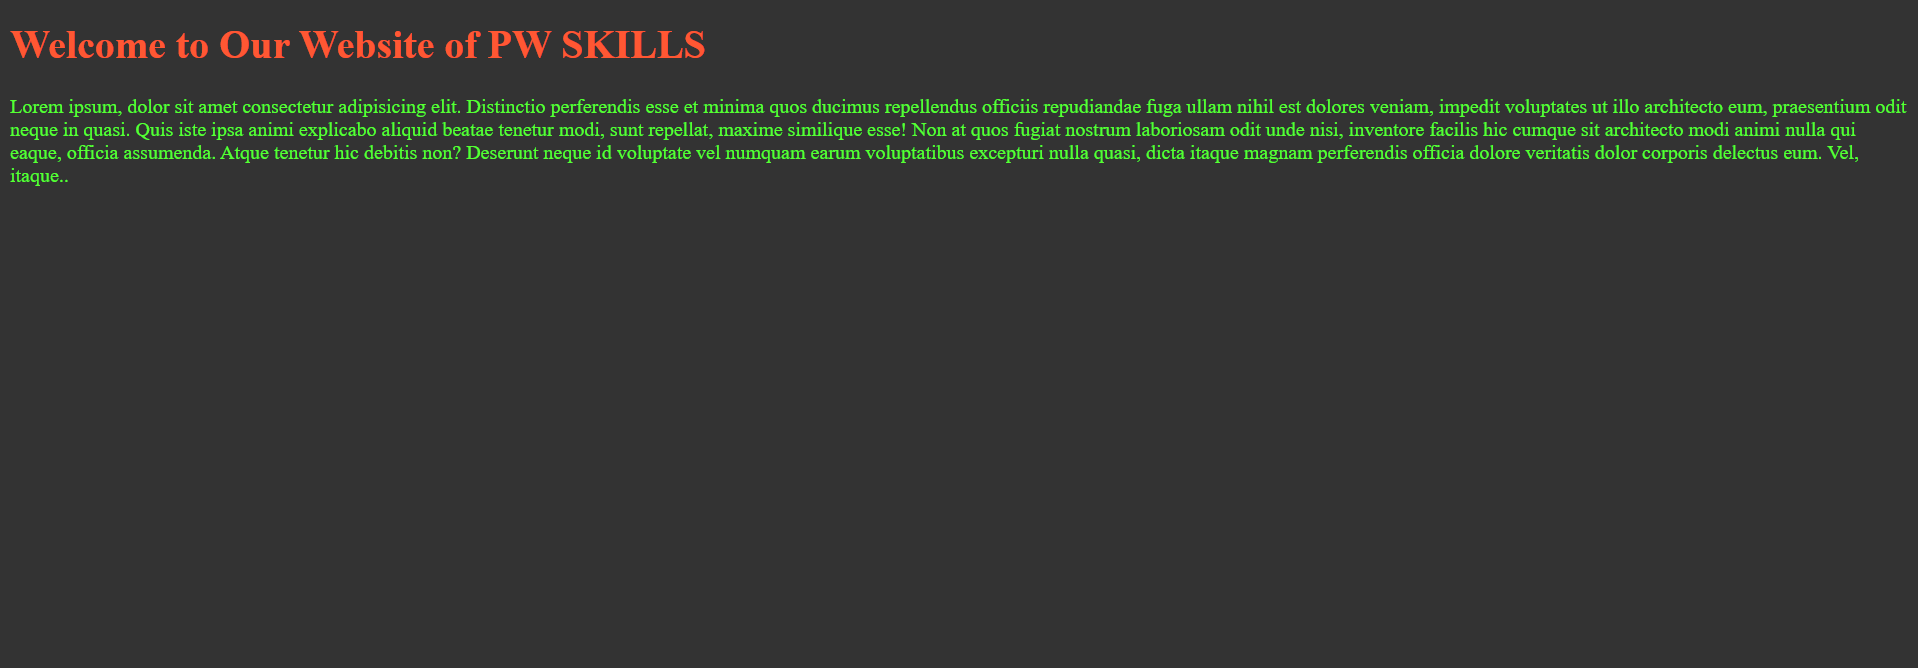 Welcome to Our Website of PW SKILLS
Lorem ipsum, dolor sit amet consectetur adipisicing elit. Distinctio perferendis esse et minima quos ducimus repellendus officiis repudiandae fuga ullam nihil est dolores veniam, impedit voluptates ut illo architecto eum, praesentium odit
neque in quasi. Quis iste ipsa animi explicabo aliquid beatae tenetur modi, sunt repellat, maxime similique esse! Non at quos fugiat nostrum laboriosam odit unde nisi, inventore facilis hic cumque sit architecto modi animi nulla qui
eaque, officia assumenda. Atque tenetur hic debitis non? Deserunt neque id voluptate vel numquam earum voluptatibus excepturi nulla quasi, dicta itaque magnam perferendis officia dolore veritatis dolor corporis delectus eum. Vel,
itaque..